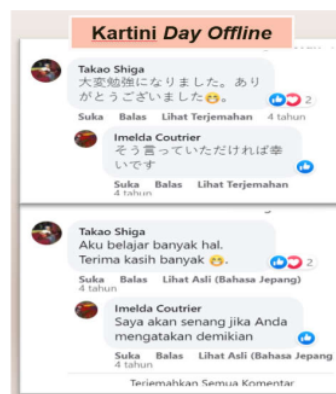 Kartini Day Offline
Takao Shiga
大変勉強になりました。あり
がとうございました😁。
2
Suka Balas Lihat Terjemahan 4 tahun
Imelda Coutrier
そう言っていただければ幸
いです
Suka Balas Lihat Terjemahan
4 tahun
Takao Shiga
Aku belajar banyak hal.
Terima kasih banyak 😁.
2
Suka Balas Lihat Asli (Bahasa Jepang)
4 tahun
Imelda Coutrier
Saya akan senang jika Anda
mengatakan demikian
Suka Balas Lihat Asli (Bahasa Jepang
4 tahun
Terjemahkan Semua Komentar